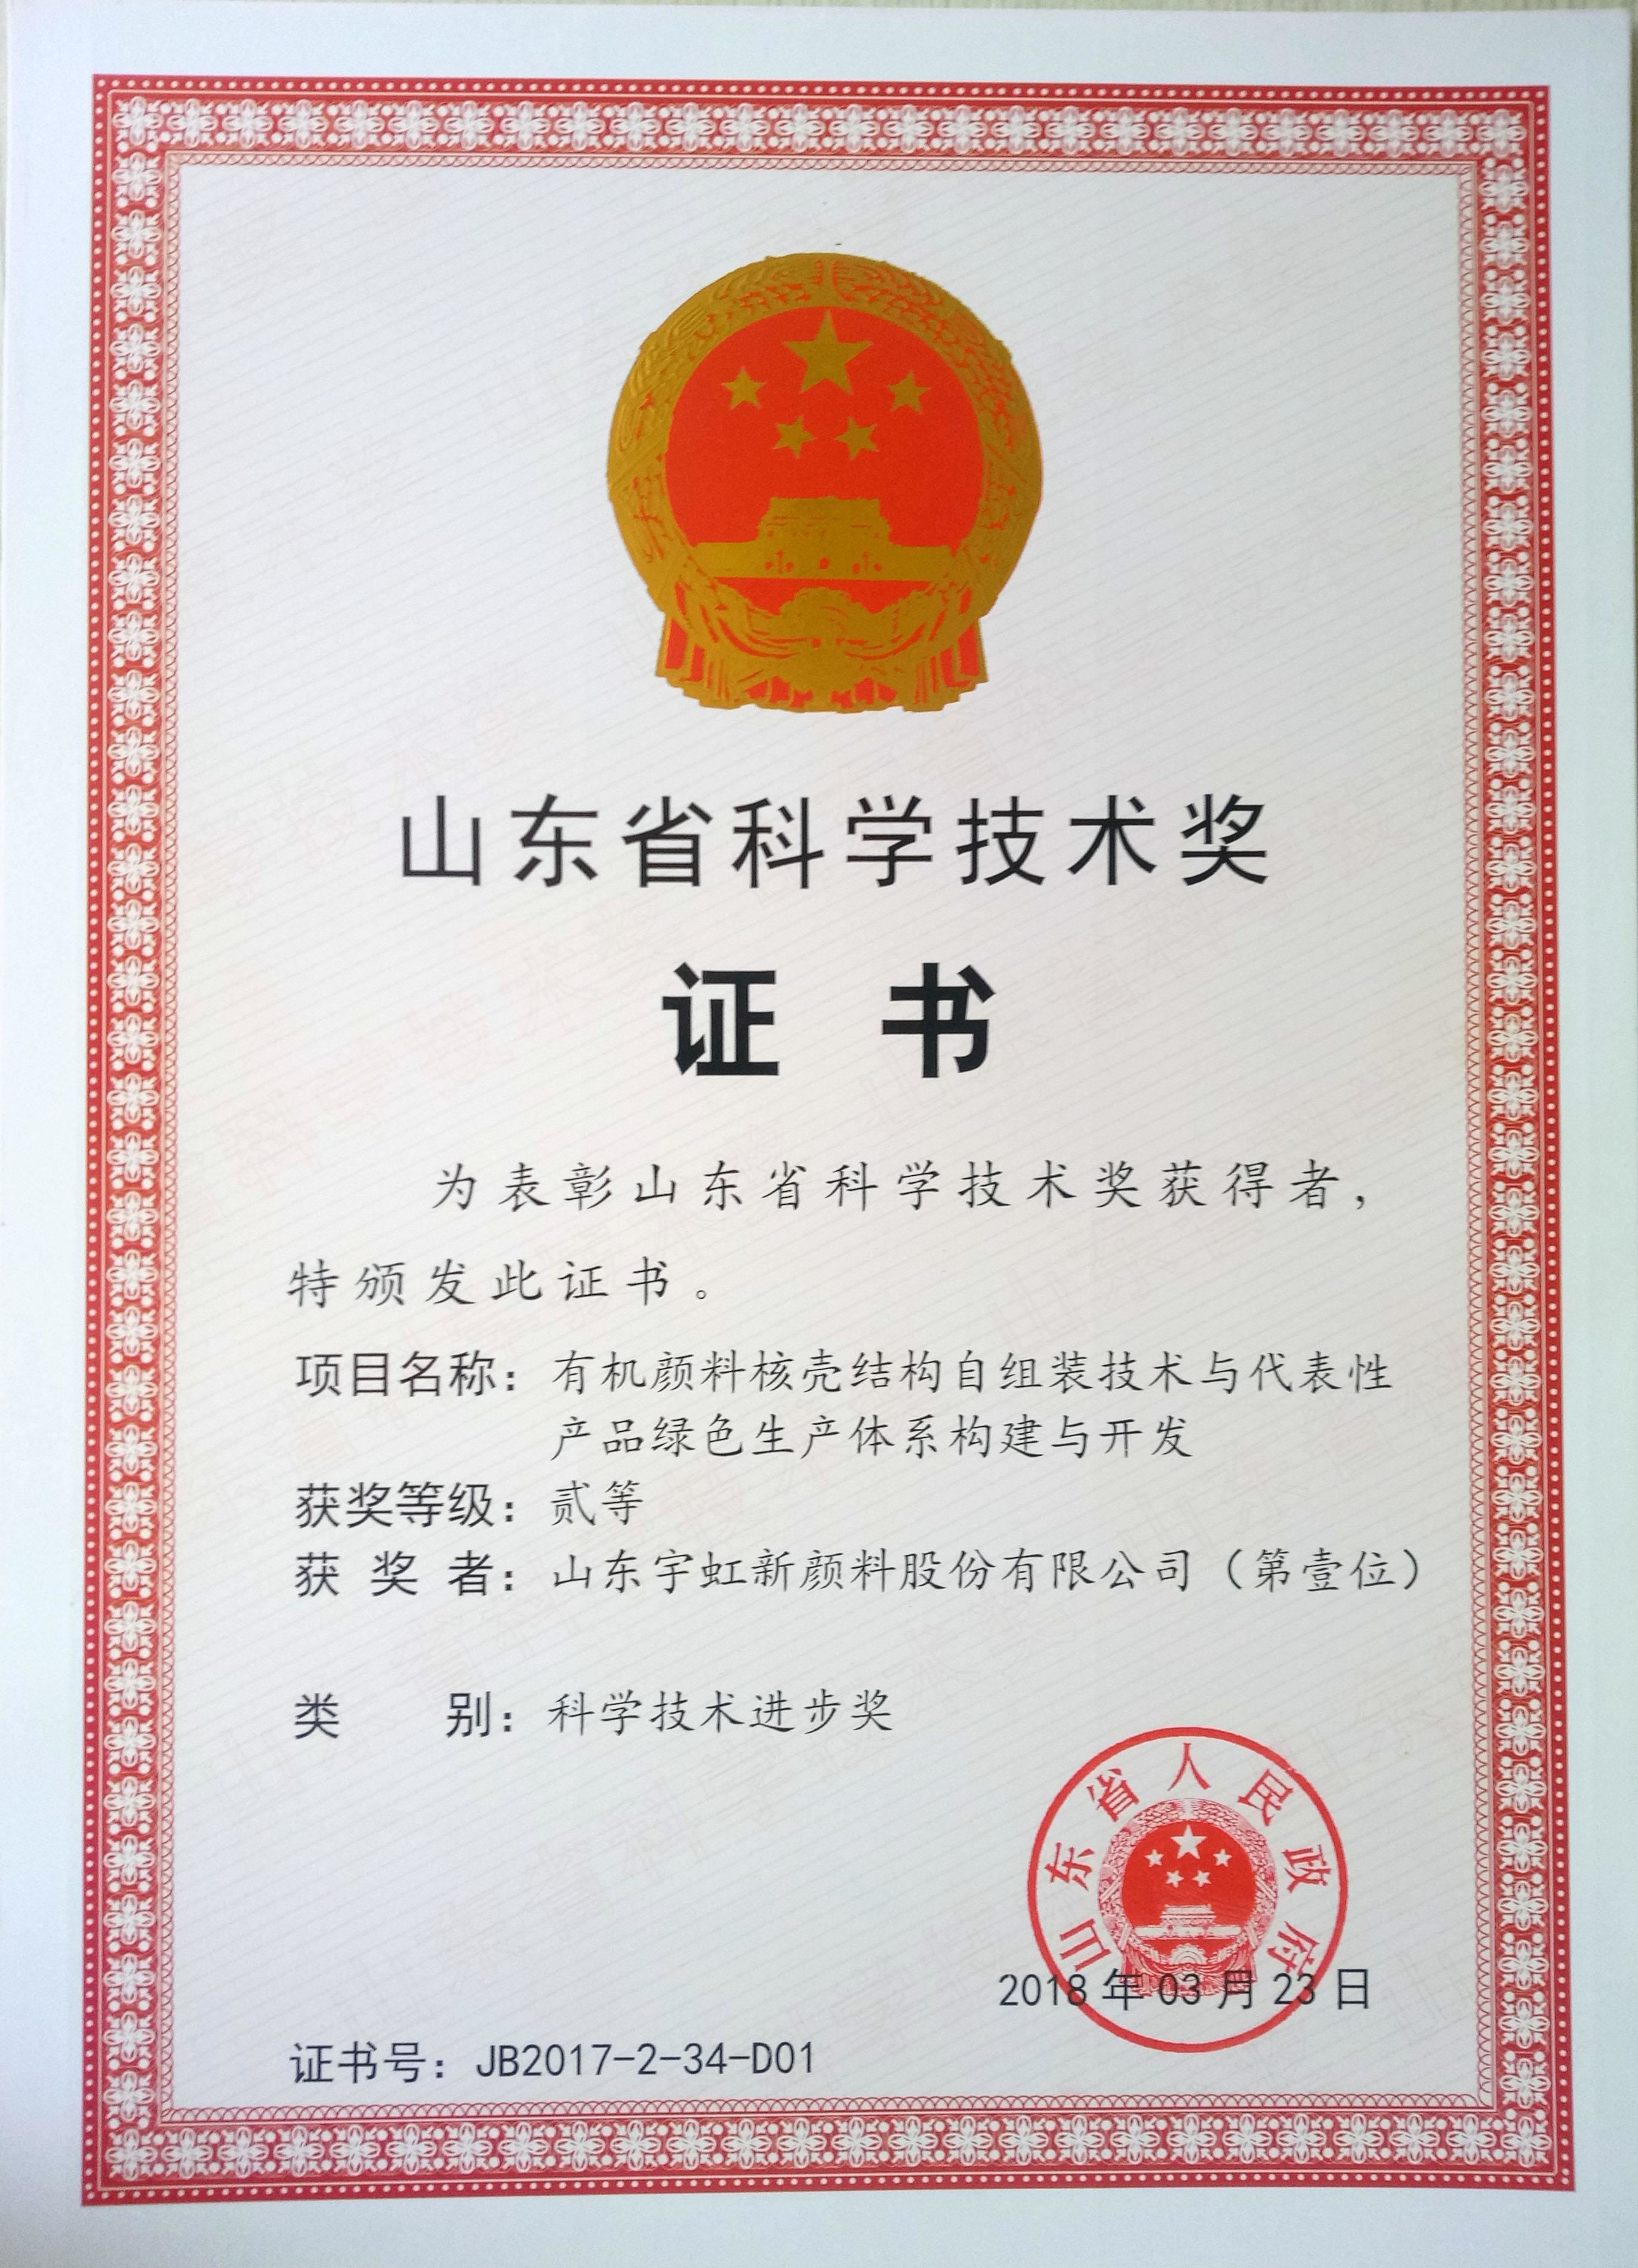 山东省科学技术奖
证书
为表彰山东省科学技术奖获得者，
特颁发此证书。
项目名称：有机颜料核壳结构自组装技术与代表性
产品绿色生产体系构建与开发
获奖等级：贰等
获奖者：山东宇虹新颜料股份有限公司（第壹位）
类别：科学技术进步奖
山东省人民政府
2018年03月23日
证书号：JB2017-2-34-D01